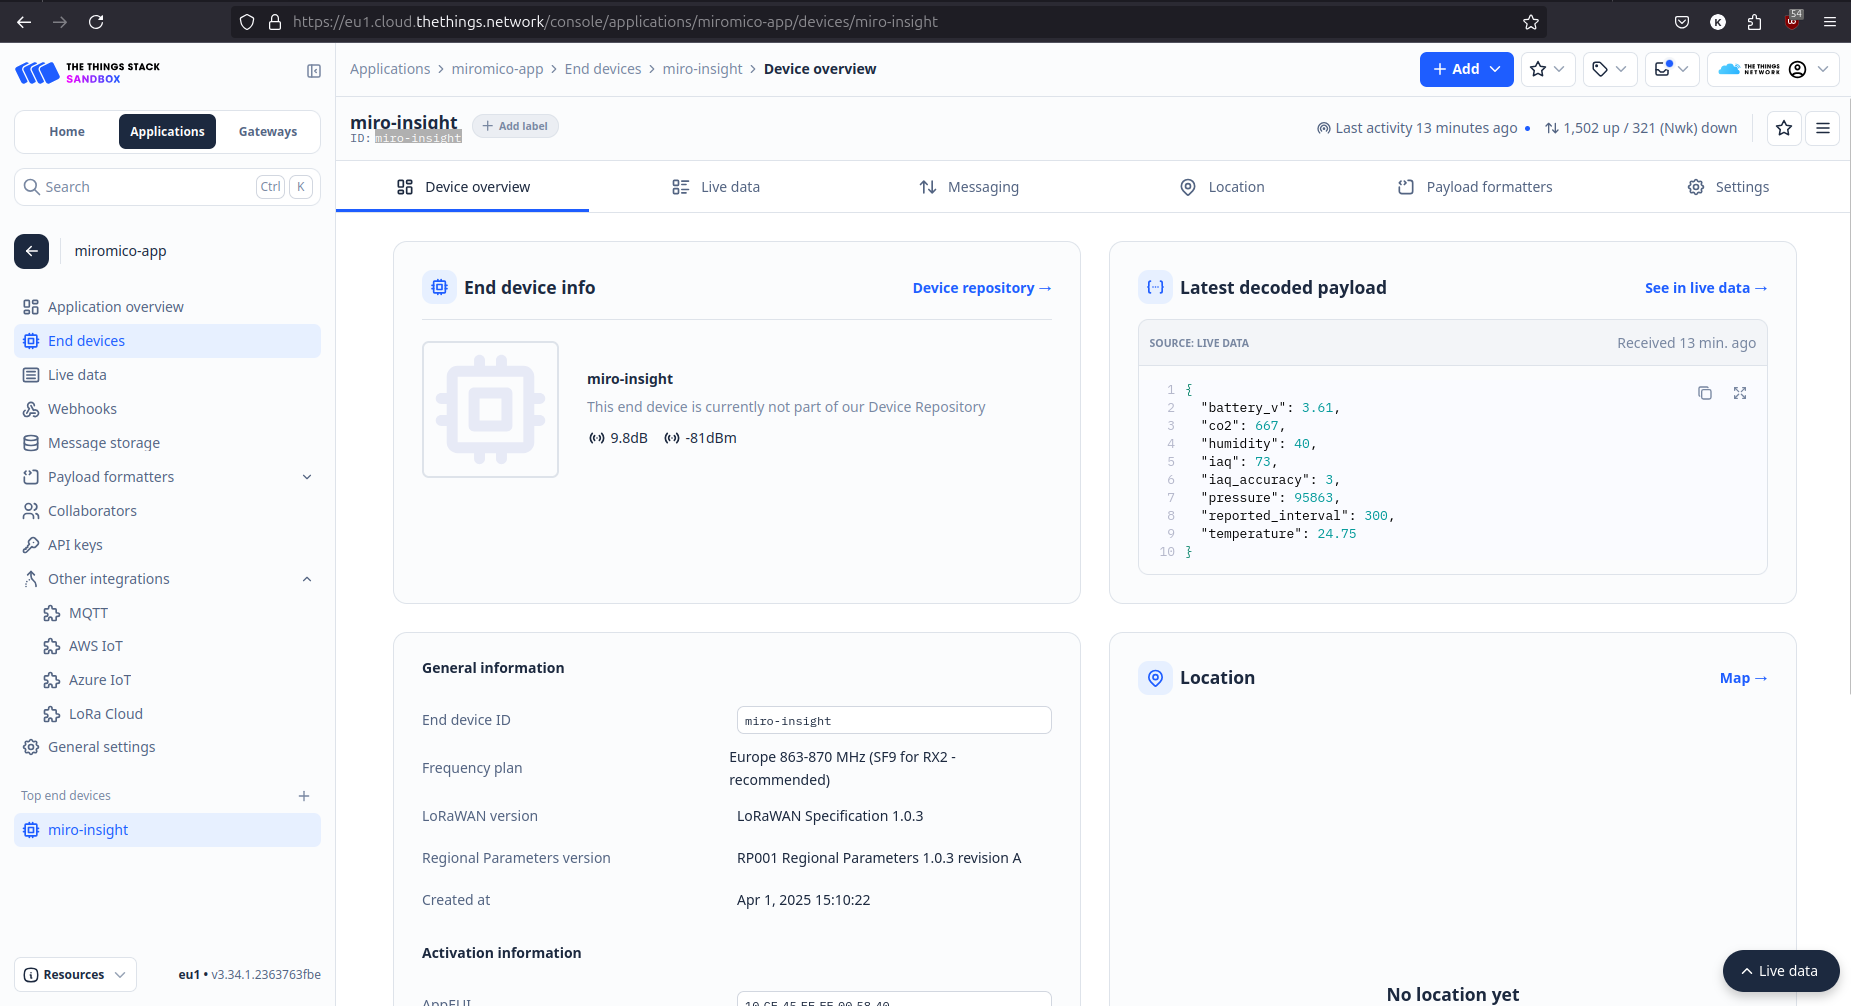 https://eu1.cloud.thethings.network/console/applications/miromico-app/devices/miro-insight
K
54
THE THINGS STACK
SANDBOX
Home
Applications
Gateways
Search
Ctrl
K
miromico-app
Application overview
End devices
Live data
Webhooks
Message storage
Payload formatters
Collaborators
API keys
Other integrations
MQTT
AWS IoT
Azure IoT
LoRa Cloud
General settings
Top end devices
miro-insight
Resources
eu1 • v3.34.1.2363763fbe
Applications > miromico-app > End devices > miro-insight > Device overview
+ Add
THE THINGS
NETWORK
miro-insight
ID: miro-insight
+ Add label
Last activity 13 minutes ago •
1,502 up / 321 (Nwk) down
Device overview
Live data
Messaging
Location
Payload formatters
Settings
End device info
Device repository →
miro-insight
This end device is currently not part of our Device Repository
9.8dB
-81dBm
Latest decoded payload
See in live data →
SOURCE: LIVE DATA
Received 13 min. ago
1 {
2 "battery_v": 3.61,
3 "co2": 667,
4 "humidity": 40,
5 "iaq": 73,
6 "iaq_accuracy": 3,
7 "pressure": 95863,
8 "reported_interval": 300,
9 "temperature": 24.75
10 }
General information
End device ID
miro-insight
Frequency plan
Europe 863-870 MHz (SF9 for RX2 -
recommended)
LoRaWAN version
LoRaWAN Specification 1.0.3
Regional Parameters version
RP001 Regional Parameters 1.0.3 revision A
Created at
Apr 1, 2025 15:10:22
Activation information
AppEUI
Location
Map →
No location yet
Live data